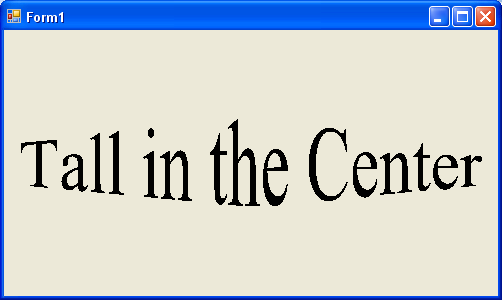 Form1
Tall in the Center